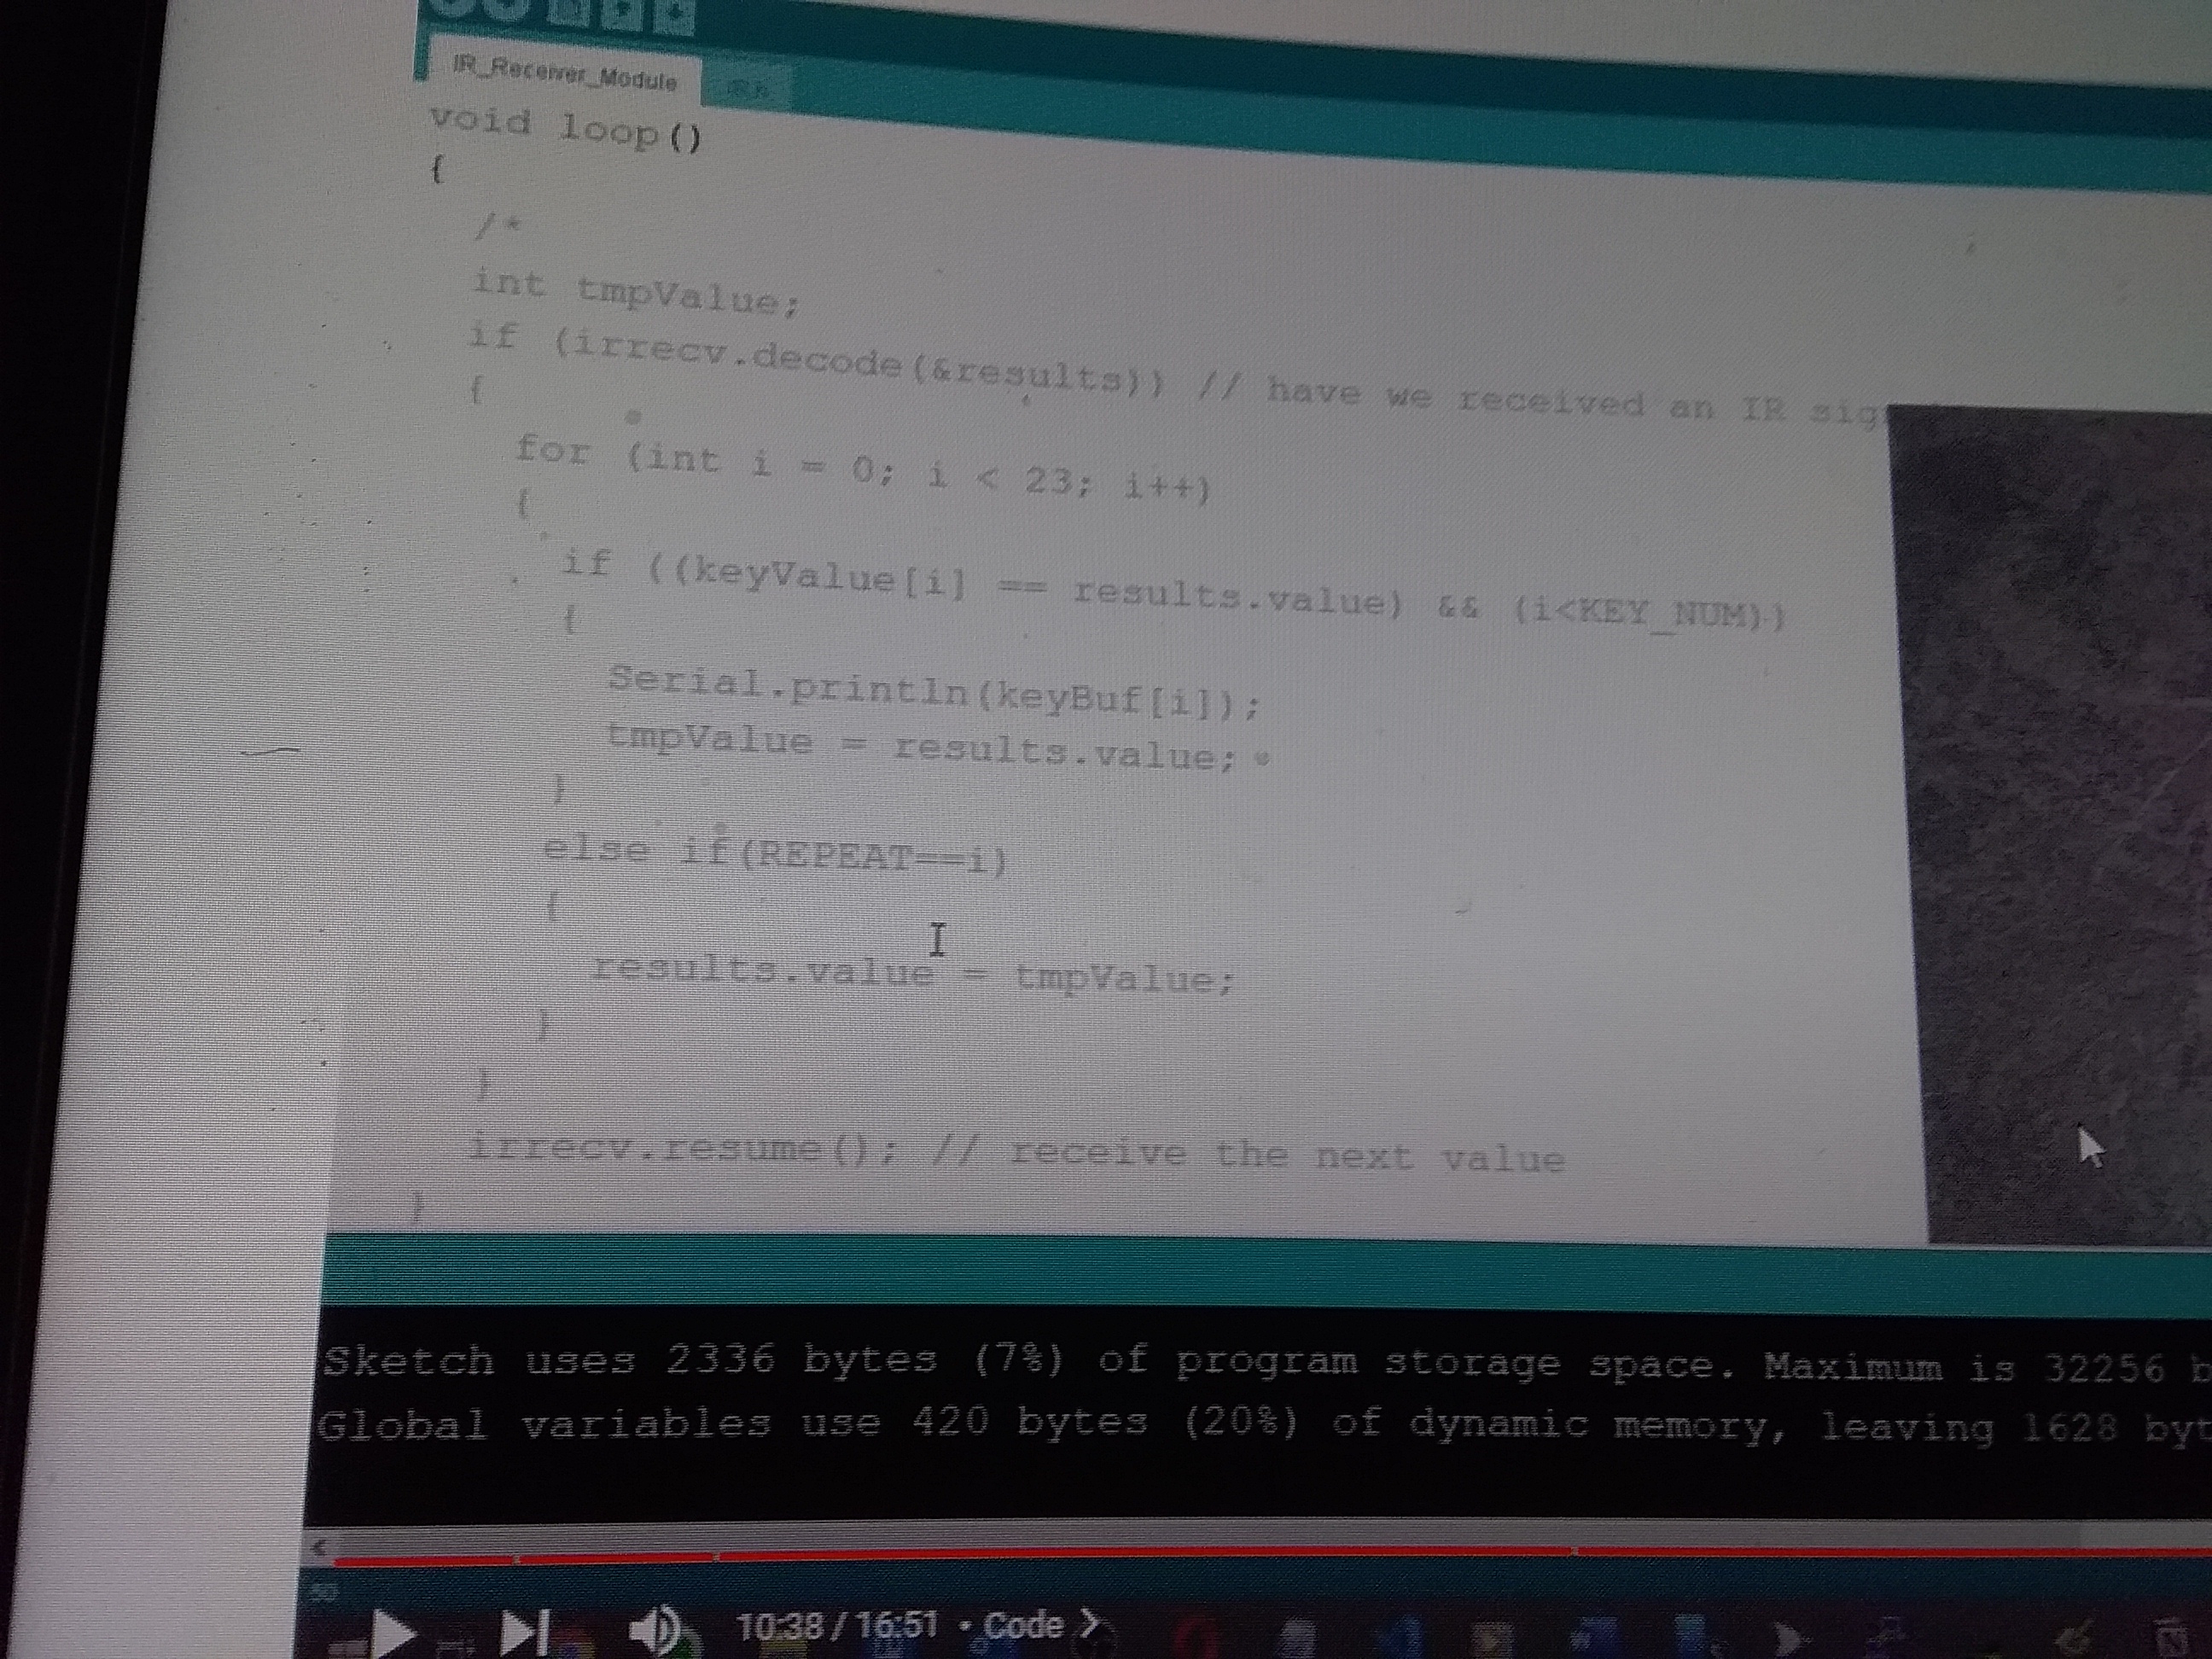 IR_Receiver_Module
void loop()
{
/*
int tmpValue;
if (irrecv.decode(&results)) // have we received an IR sig
{
for (int i = 0; i < 23; i++)
{
if ((keyValue[i] == results.value) && (i<KEY_NUM))
{
Serial.println(keyBuf[i]);
tmpValue = results.value;
}
else if(REPEAT==i)
{
results.value = tmpValue;
}
}
irrecv.resume(); // receive the next value
}
Sketch uses 2336 bytes (7%) of program storage space. Maximum is 32256 b
Global variables use 420 bytes (20%) of dynamic memory, leaving 1628 byt
50
10:38 / 16:51 • Code >